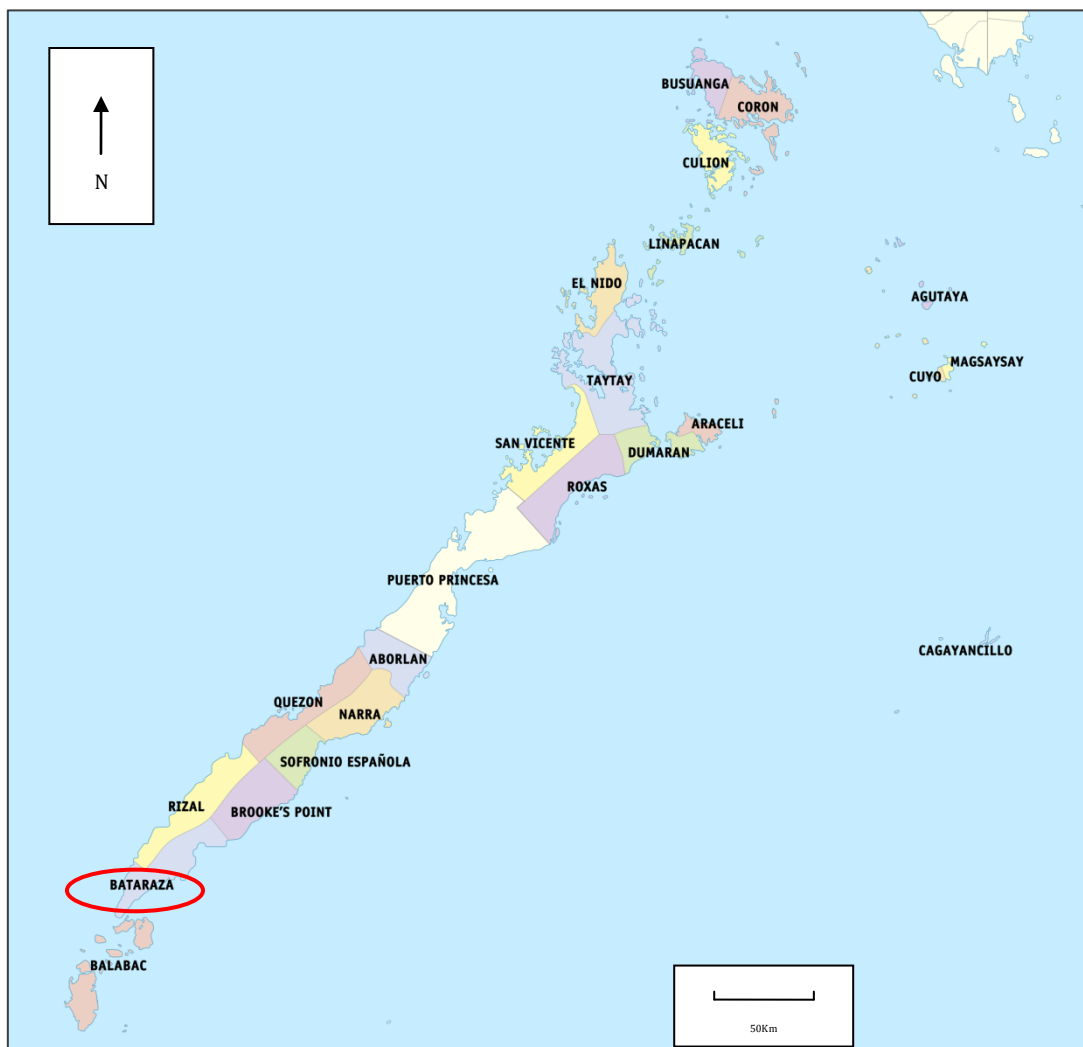 BUSUANGA
CORON
CULION
N
LINAPACAN
EL NIDO
AGUTAYA
MAGSAYSAY
CUYO
TAYTAY
ARACELI
SAN VICENTE
DUMARAN
ROXAS
PUERTO PRINCESA
CAGAYANCILLO
ABORLAN
QUEZON
NARRA
SOFRONIO ESPAÑOLA
RIZAL
BROOKE'S POINT
BATARAZA
BALABAC
50Km